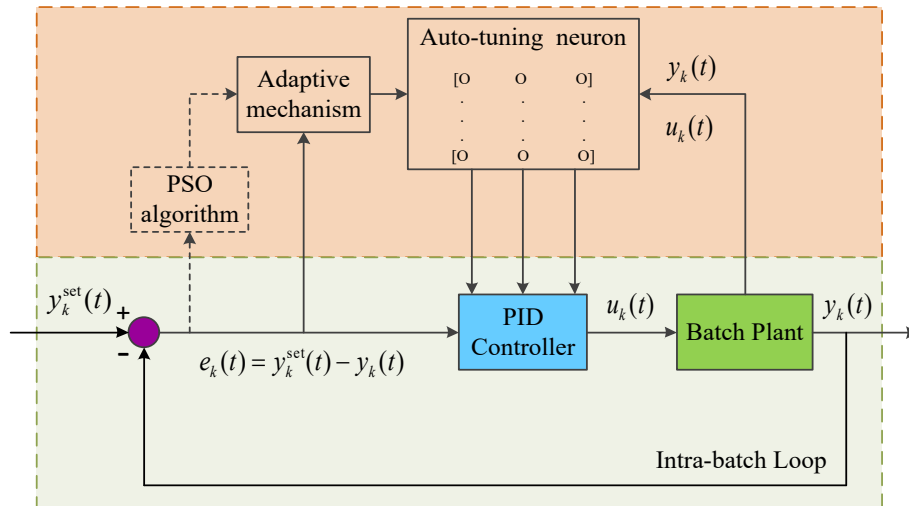 Auto-tuning neuron
[O O O]
. . .
. . .
. . .
[O O O]
Adaptive
mechanism
y_k(t)
u_k(t)
PSO
algorithm
y_k^set(t)
+
-
e_k(t) = y_k^set(t) − y_k(t)
PID
Controller
u_k(t)
Batch Plant
y_k(t)
Intra-batch Loop